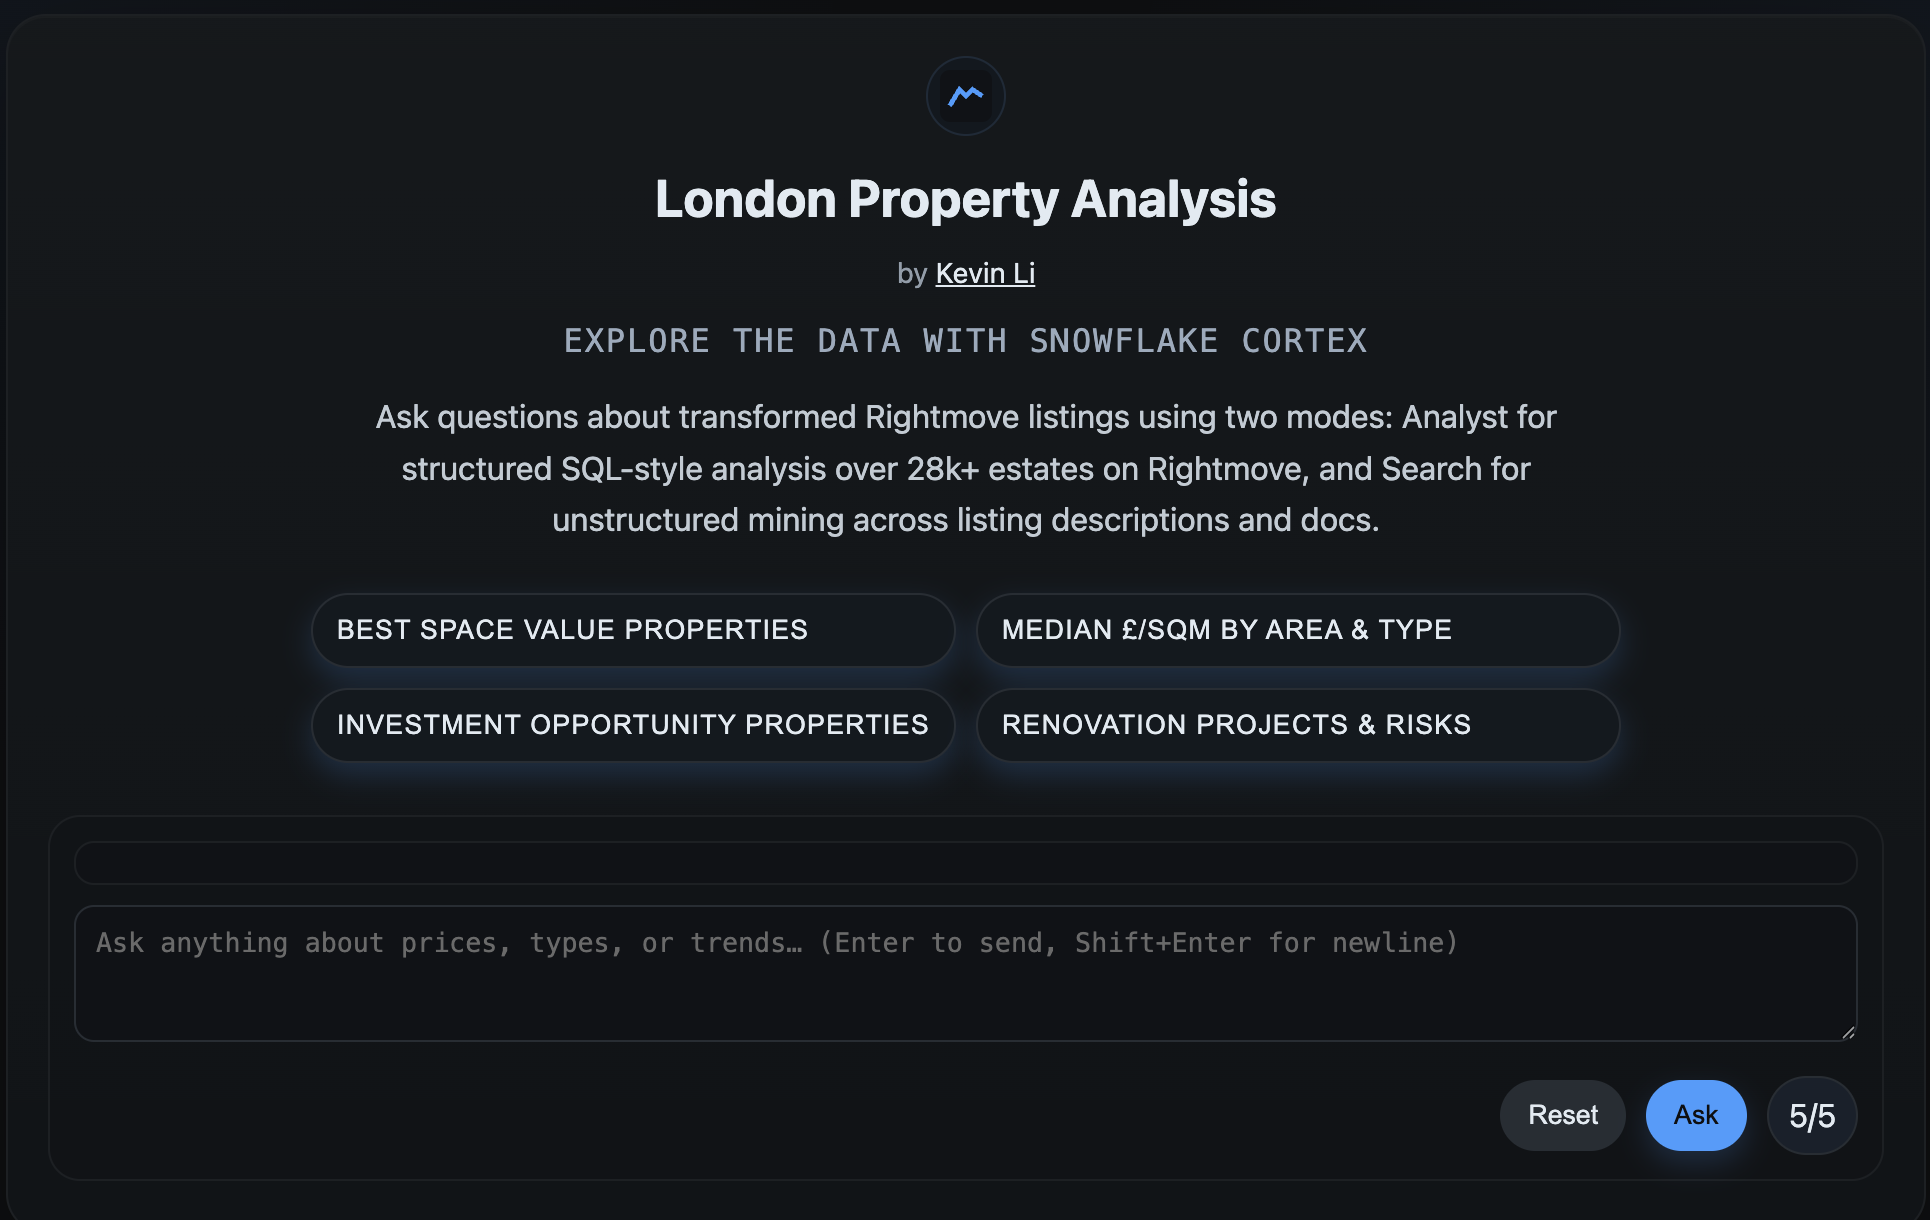 London Property Analysis
by Kevin Li
EXPLORE THE DATA WITH SNOWFLAKE CORTEX
Ask questions about transformed Rightmove listings using two modes: Analyst for
structured SQL-style analysis over 28k+ estates on Rightmove, and Search for
unstructured mining across listing descriptions and docs.
BEST SPACE VALUE PROPERTIES
MEDIAN £/SQM BY AREA & TYPE
INVESTMENT OPPORTUNITY PROPERTIES
RENOVATION PROJECTS & RISKS
Ask anything about prices, types, or trends… (Enter to send, Shift+Enter for newline)
Reset
Ask
5/5